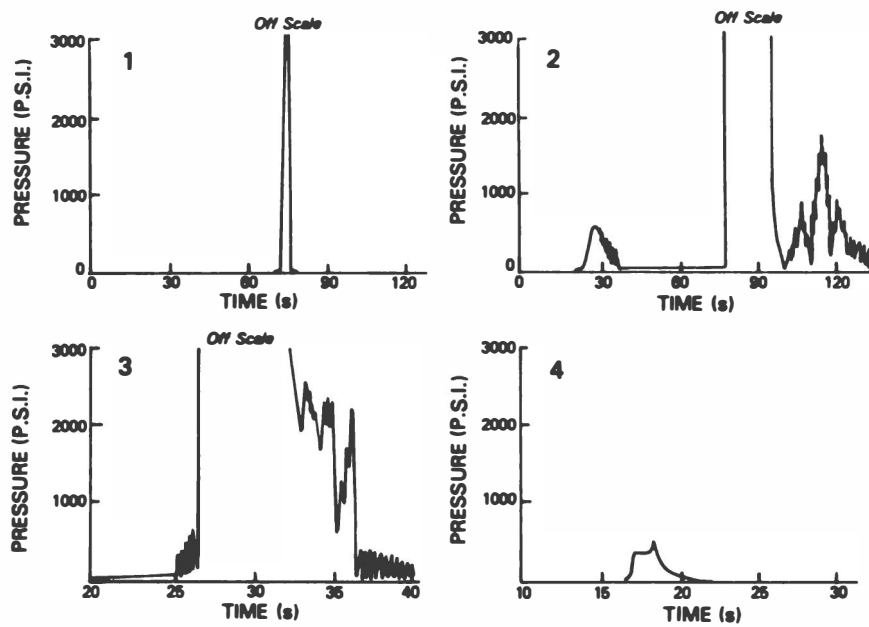 Off Scale
1
PRESSURE (P.S.I.)
3000
2000
1000
0
0 30 60 90 120
TIME (s)
Off Scale
2
PRESSURE (P.S.I.)
3000
2000
1000
0
0 30 60 90 120
TIME (s)
Off Scale
3
PRESSURE (P.S.I.)
3000
2000
1000
20 25 30 35 40
TIME (s)
4
PRESSURE (P.S.I.)
3000
2000
1000
10 15 20 25 30
TIME (s)